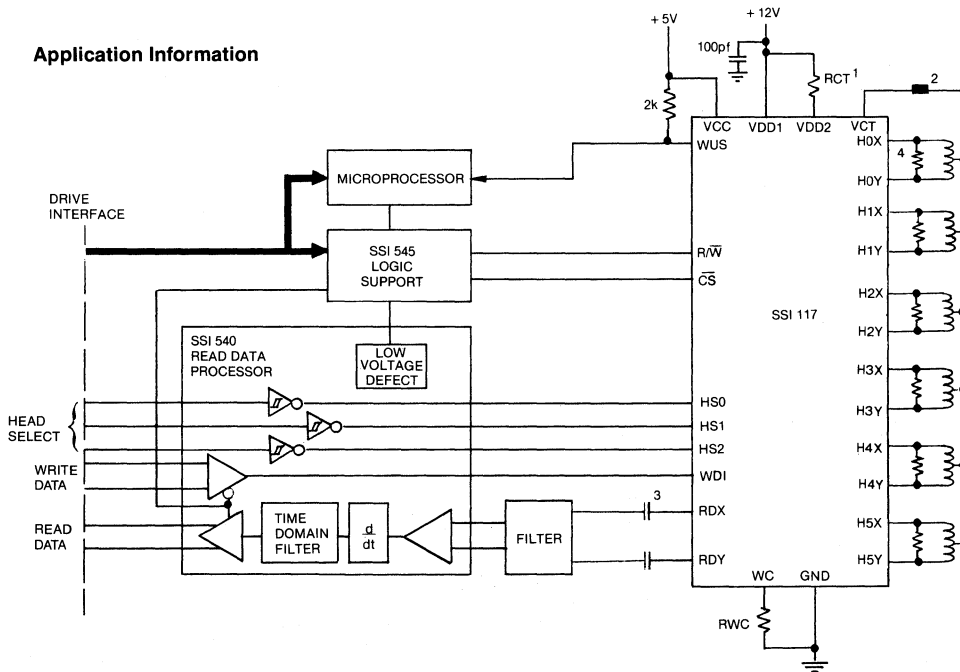 Application Information
+5V
+12V
100pf
RCT 1
2
2k
VCC
VDD1
VDD2
VCT
WUS
H0X
4
H0Y
MICROPROCESSOR
DRIVE
INTERFACE
H1X
H1Y
SSI 545
LOGIC
SUPPORT
R/W̅
C̅S̅
SSI 117
H2X
H2Y
SSI 540
READ DATA
PROCESSOR
LOW
VOLTAGE
DEFECT
H3X
H3Y
HEAD
SELECT
HS0
HS1
HS2
H4X
H4Y
WRITE
DATA
WDI
READ
DATA
TIME
DOMAIN
FILTER
d
dt
FILTER
3
RDX
RDY
H5X
H5Y
WC
GND
RWC